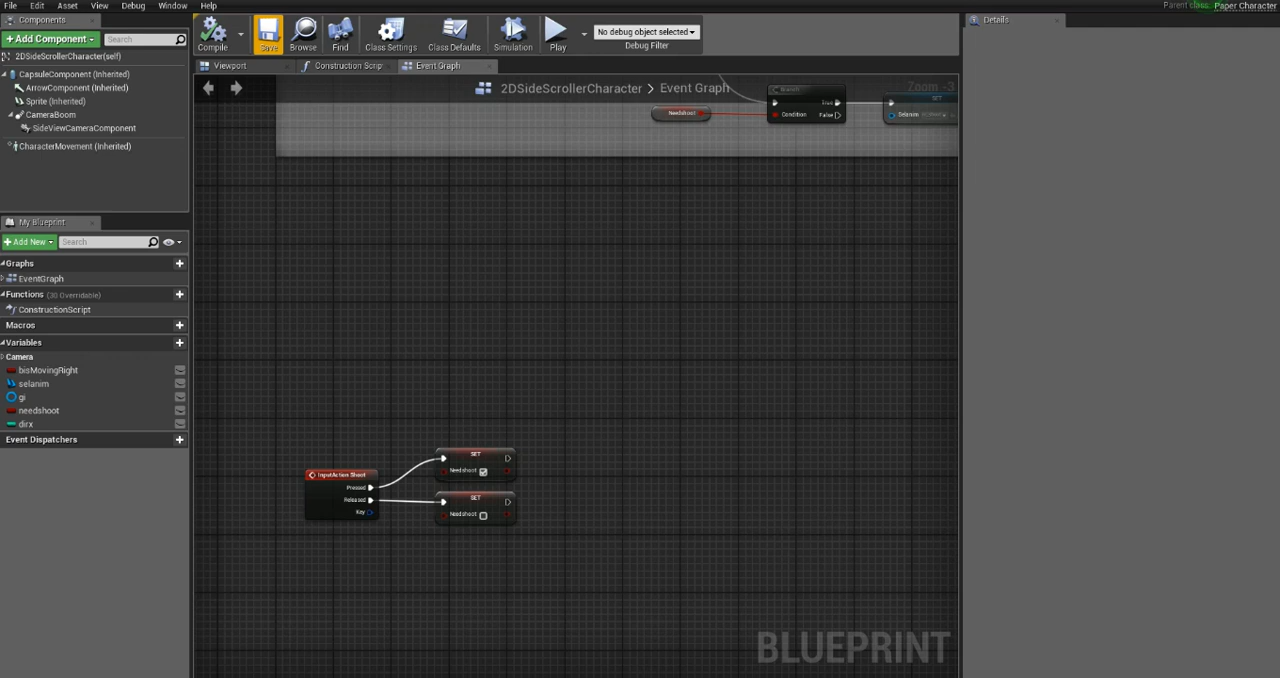 File Edit Asset View Debug Window Help
Parent class: Paper Character
Components
+ Add Component
Search
2DSideScrollerCharacter(self)
CapsuleComponent (Inherited)
ArrowComponent (Inherited)
Sprite (Inherited)
CameraBoom
SideViewCameraComponent
CharacterMovement (Inherited)
Compile
Save
Browse
Find
Class Settings
Class Defaults
Simulation
Play
No debug object selected
Debug Filter
Details
Viewport
Construction Scrip
Event Graph
2DSideScrollerCharacter > Event Graph
Zoom -3
Needshoot
Branch
True
Condition
False
SET
Selanim
My Blueprint
+ Add New
Search
Graphs
EventGraph
Functions (30 Overridable)
ConstructionScript
Macros
Variables
Camera
bisMovingRight
selanim
gi
needshoot
dirx
Event Dispatchers
InputAction Shoot
Pressed
Released
Key
SET
Needshoot
SET
Needshoot
BLUEPRINT